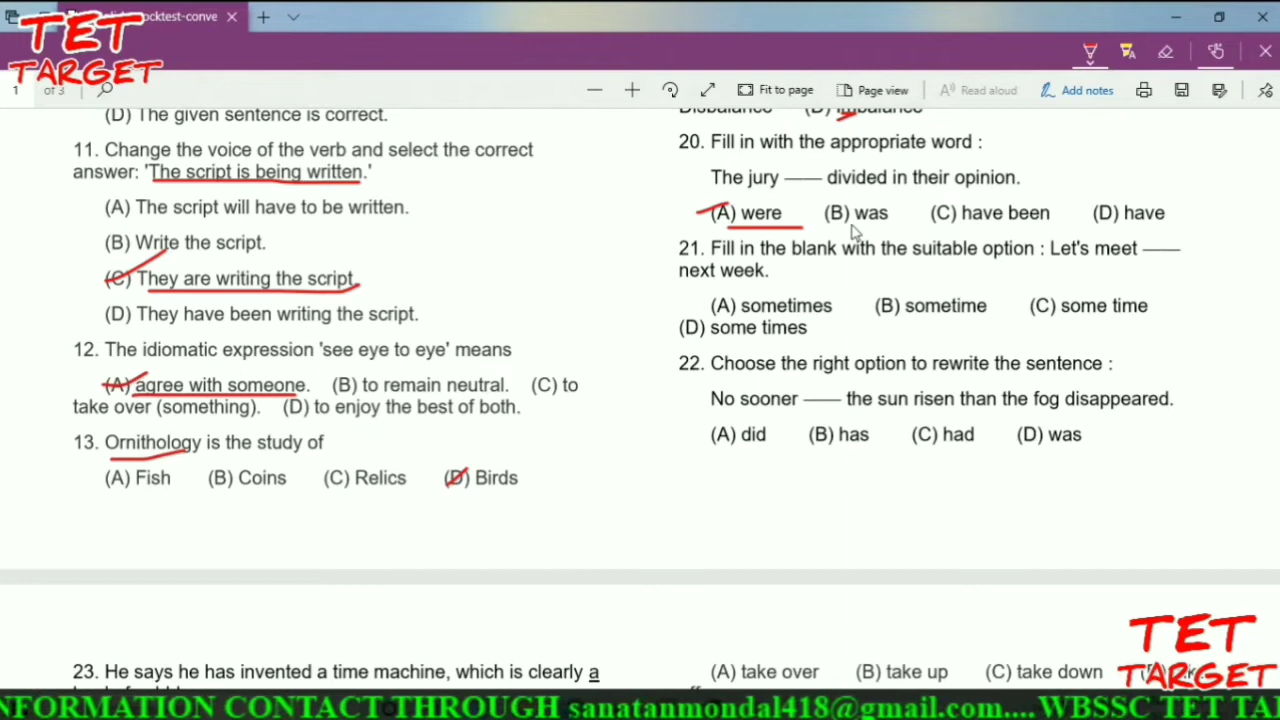 ocktest-conve
TET
TARGET
1 of 3
Fit to page
Page view
Read aloud
Add notes
(D) The given sentence is correct.
11. Change the voice of the verb and select the correct
answer: 'The script is being written.'
(A) The script will have to be written.
(B) Write the script.
(C) They are writing the script.
(D) They have been writing the script.
12. The idiomatic expression 'see eye to eye' means
(A) agree with someone. (B) to remain neutral. (C) to
take over (something). (D) to enjoy the best of both.
13. Ornithology is the study of
(A) Fish (B) Coins (C) Relics (D) Birds
Disbalance (D) Imbalance
20. Fill in with the appropriate word :
The jury —— divided in their opinion.
(A) were (B) was (C) have been (D) have
21. Fill in the blank with the suitable option : Let's meet ——
next week.
(A) sometimes (B) sometime (C) some time
(D) some times
22. Choose the right option to rewrite the sentence :
No sooner —— the sun risen than the fog disappeared.
(A) did (B) has (C) had (D) was
23. He says he has invented a time machine, which is clearly a
(A) take over (B) take up (C) take down
TET
TARGET
NFORMATION CONTACT THROUGH sanatanmondal418@gmail.com.... WBSSC TET TA